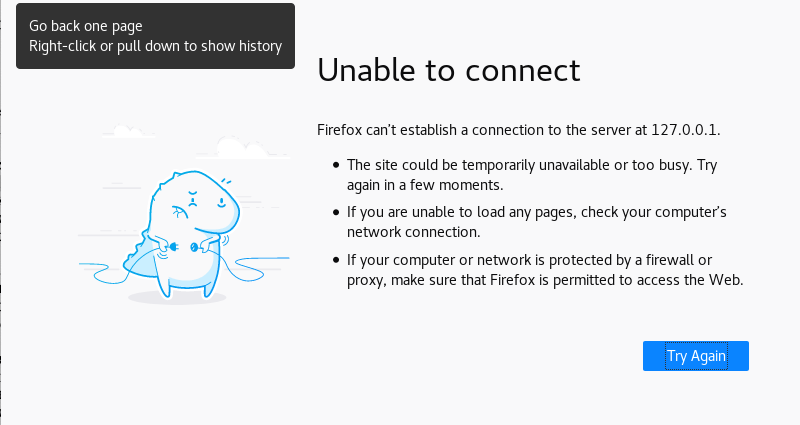 Go back one page
Right-click or pull down to show history
Unable to connect
Firefox can’t establish a connection to the server at 127.0.0.1.
• The site could be temporarily unavailable or too busy. Try
again in a few moments.
• If you are unable to load any pages, check your computer’s
network connection.
• If your computer or network is protected by a firewall or
proxy, make sure that Firefox is permitted to access the Web.
Try Again